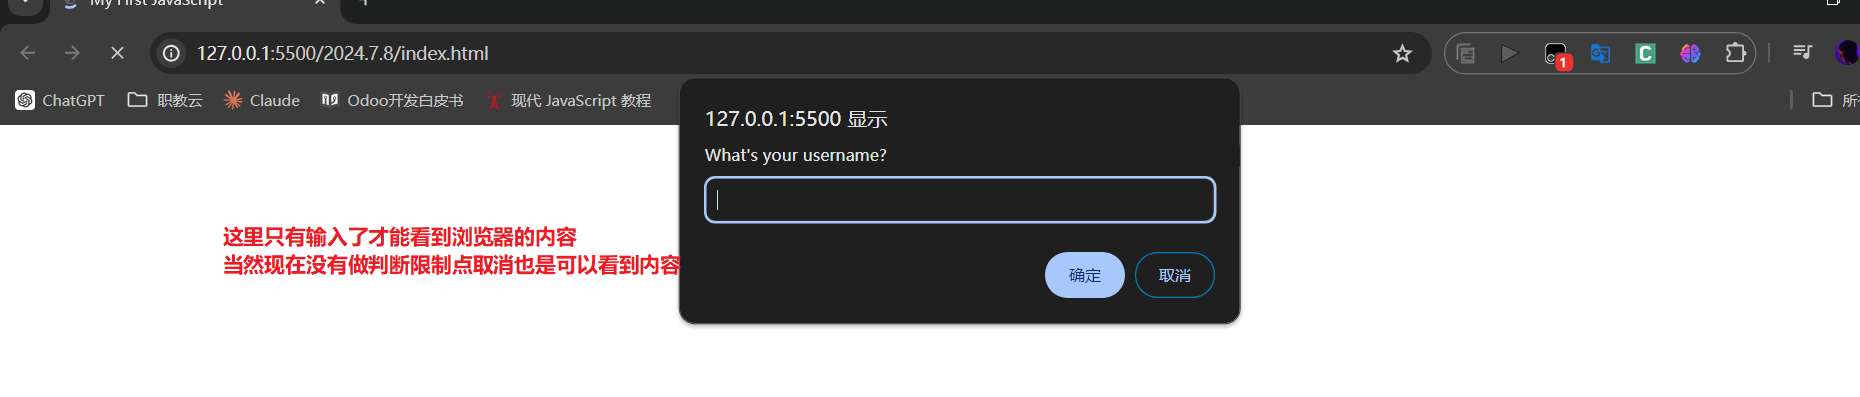 My First JavaScript
127.0.0.1:5500/2024.7.8/index.html
1
ChatGPT
职教云
Claude
Odoo开发白皮书
现代 JavaScript 教程
127.0.0.1:5500 显示
What's your username?
这里只有输入了才能看到浏览器的内容
当然现在没有做判断限制点取消也是可以看到内容
确定
取消